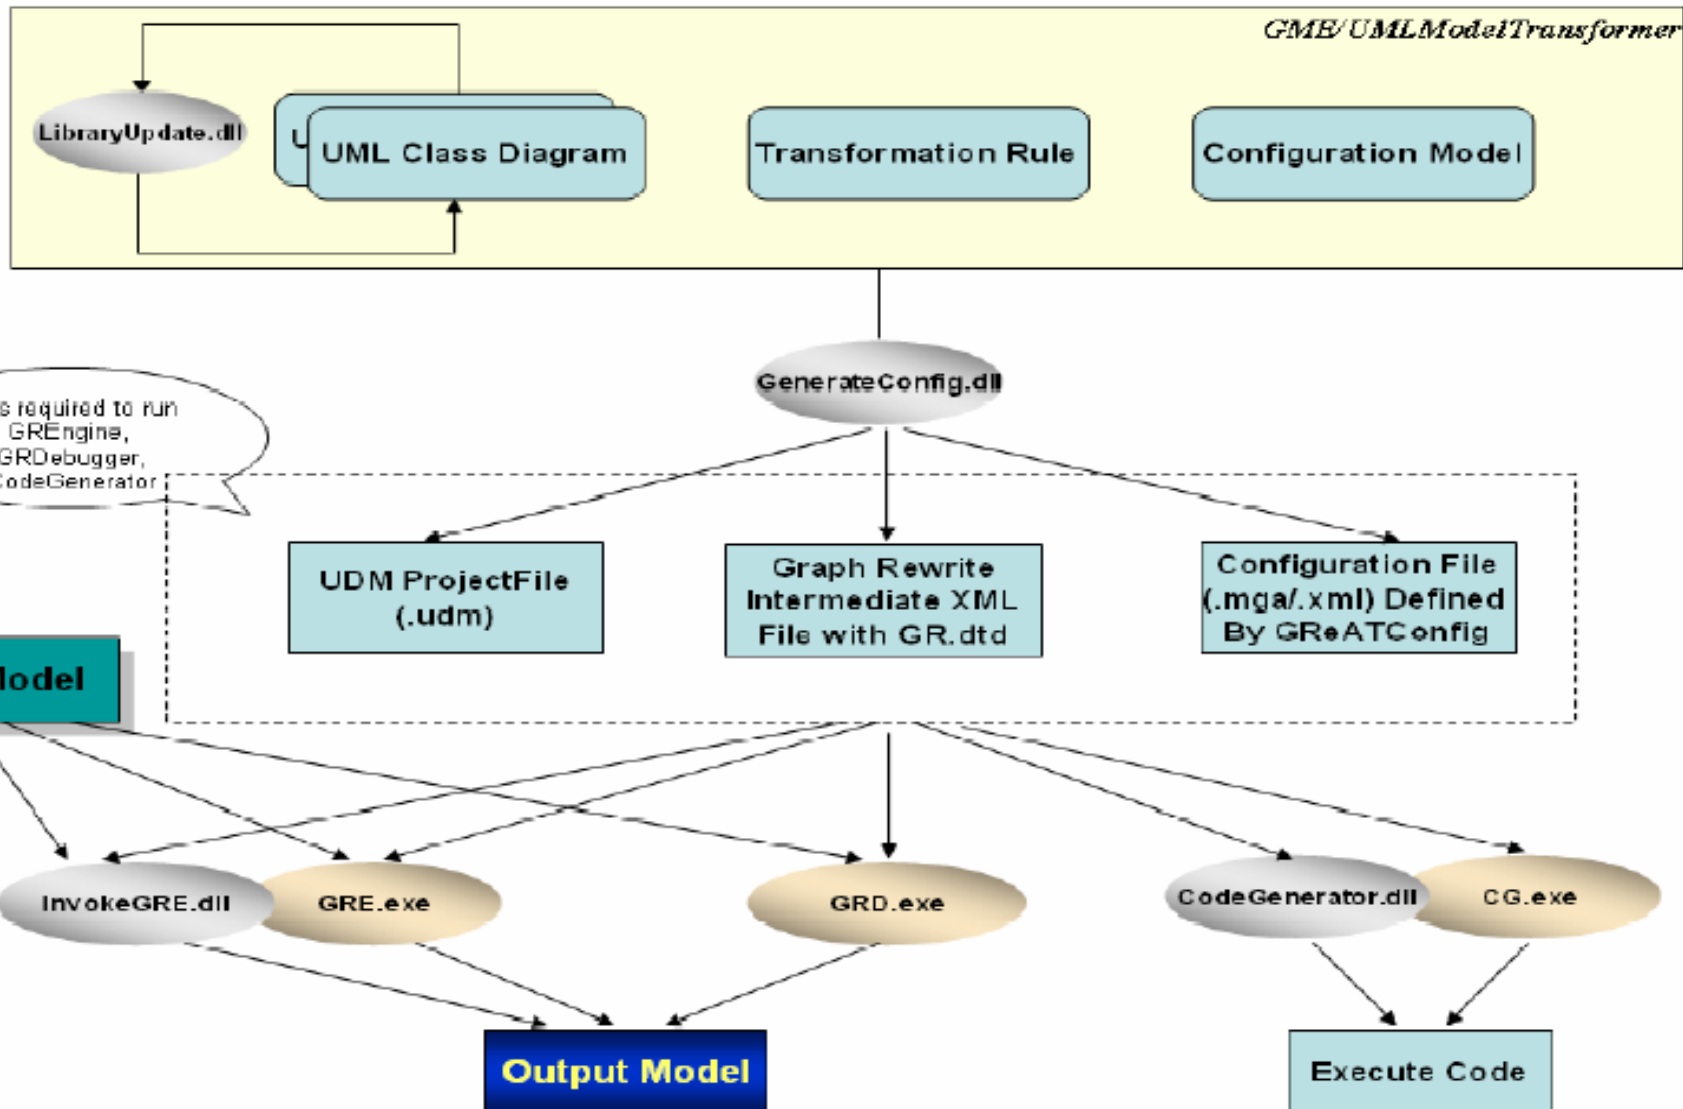 GME/UMLModelTransformer
LibraryUpdate.dll
U
UML Class Diagram
Transformation Rule
Configuration Model
GenerateConfig.dll
s required to run
GREngine,
GRDebugger,
CodeGenerator
UDM ProjectFile
(.udm)
Graph Rewrite
Intermediate XML
File with GR.dtd
Configuration File
(.mga/.xml) Defined
By GReATConfig
Model
InvokeGRE.dll
GRE.exe
GRD.exe
CodeGenerator.dll
CG.exe
Output Model
Execute Code